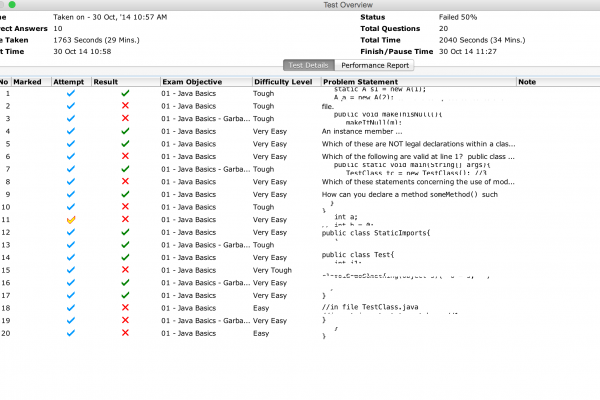 Test Overview
me Taken on - 30 Oct, '14 10:57 AM Status Failed 50%
rect Answers 10 Total Questions 20
e Taken 1763 Seconds (29 Mins.) Total Time 2040 Seconds (34 Mins.)
t Time 30 Oct 14 10:58 Finish/Pause Time 30 Oct 14 11:27
Test Details Performance Report
No Marked Attempt Result Exam Objective Difficulty Level Problem Statement Note
1 01 - Java Basics Tough static A s1 = new A(1);
A a = new A(2);
2 01 - Java Basics Tough file.
3 01 - Java Basics - Garba... Tough public void makeThisNull(){
makeItNull(m);
4 01 - Java Basics Very Easy An instance member ...
5 01 - Java Basics Very Easy Which of these are NOT legal declarations within a clas...
6 01 - Java Basics Very Easy Which of the following are valid at line 1? public class ...
7 01 - Java Basics - Garba... Tough public static void main(String[] args){
TestClass tc = new TestClass(); //3
8 01 - Java Basics Very Easy Which of these statements concerning the use of mod...
9 01 - Java Basics Very Easy How can you declare a method someMethod() such
10 01 - Java Basics Tough }
}
11 01 - Java Basics Very Easy int a;
int b = 0;
12 01 - Java Basics Very Easy public class StaticImports{
13 01 - Java Basics - Garba... Tough }
14 01 - Java Basics Very Easy public class Test{
int i1;
15 01 - Java Basics Very Tough
16 01 - Java Basics - Garba... Very Easy
17 01 - Java Basics Very Easy }
18 01 - Java Basics Easy //in file TestClass.java
19 01 - Java Basics - Garba... Very Easy }
20 01 - Java Basics Easy }
}